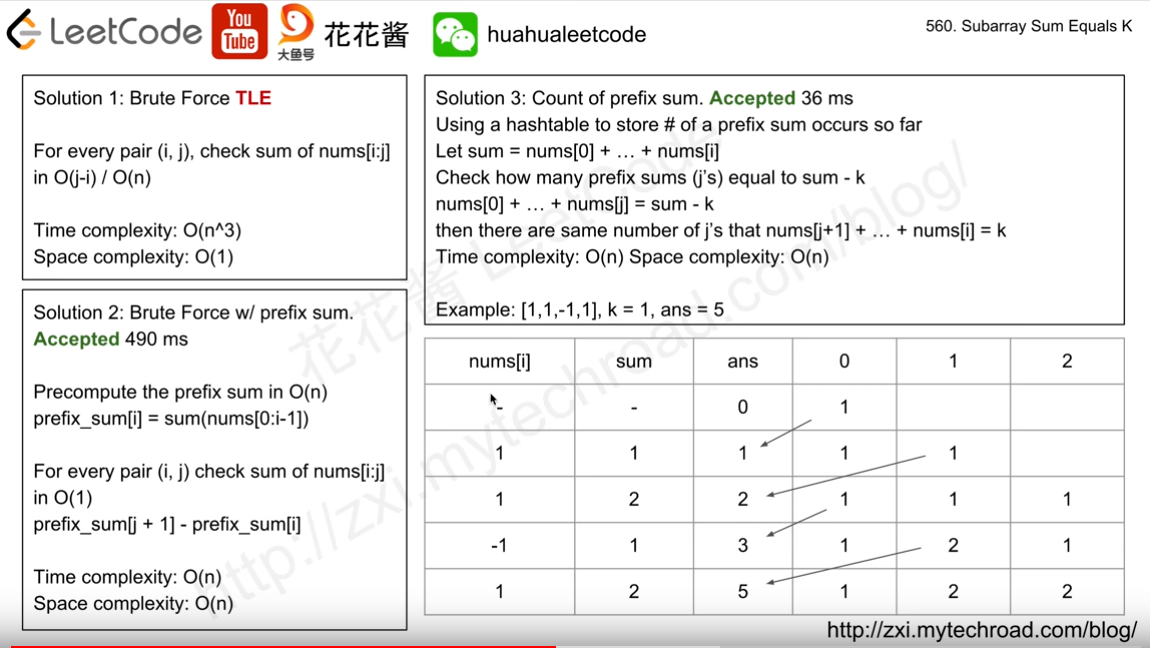 LeetCode You Tube 大鱼号 花花酱 huahualeetcode
560. Subarray Sum Equals K
Solution 1: Brute Force TLE
For every pair (i, j), check sum of nums[i:j]
in O(j-i) / O(n)
Time complexity: O(n^3)
Space complexity: O(1)
Solution 2: Brute Force w/ prefix sum.
Accepted 490 ms
Precompute the prefix sum in O(n)
prefix_sum[i] = sum(nums[0:i-1])
For every pair (i, j) check sum of nums[i:j]
in O(1)
prefix_sum[j + 1] - prefix_sum[i]
Time complexity: O(n)
Space complexity: O(n)
Solution 3: Count of prefix sum. Accepted 36 ms
Using a hashtable to store # of a prefix sum occurs so far
Let sum = nums[0] + … + nums[i]
Check how many prefix sums (j's) equal to sum - k
nums[0] + … + nums[j] = sum - k
then there are same number of j's that nums[j+1] + … + nums[i] = k
Time complexity: O(n) Space complexity: O(n)
Example: [1,1,-1,1], k = 1, ans = 5
nums[i] sum ans 0 1 2
- - 0 1
1 1 1 1 1
1 2 2 1 1 1
-1 1 3 1 2 1
1 2 5 1 2 2
花花酱 LeetCode
http://zxi.mytechroad.com/blog/
http://zxi.mytechroad.com/blog/